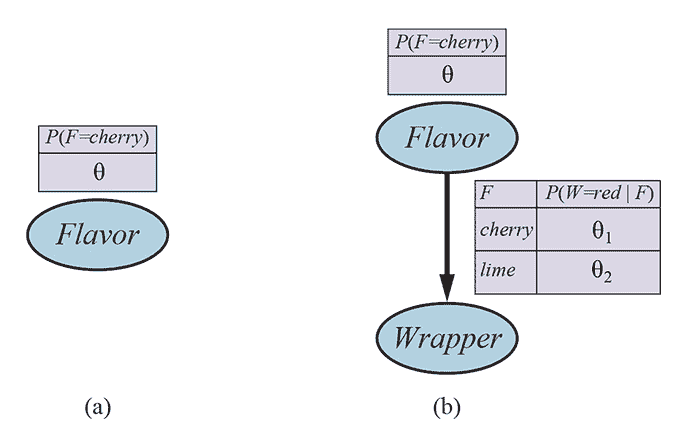 P(F=cherry)
θ
Flavor
(a)
P(F=cherry)
θ
Flavor
F P(W=red | F)
cherry θ₁
lime θ₂
Wrapper
(b)